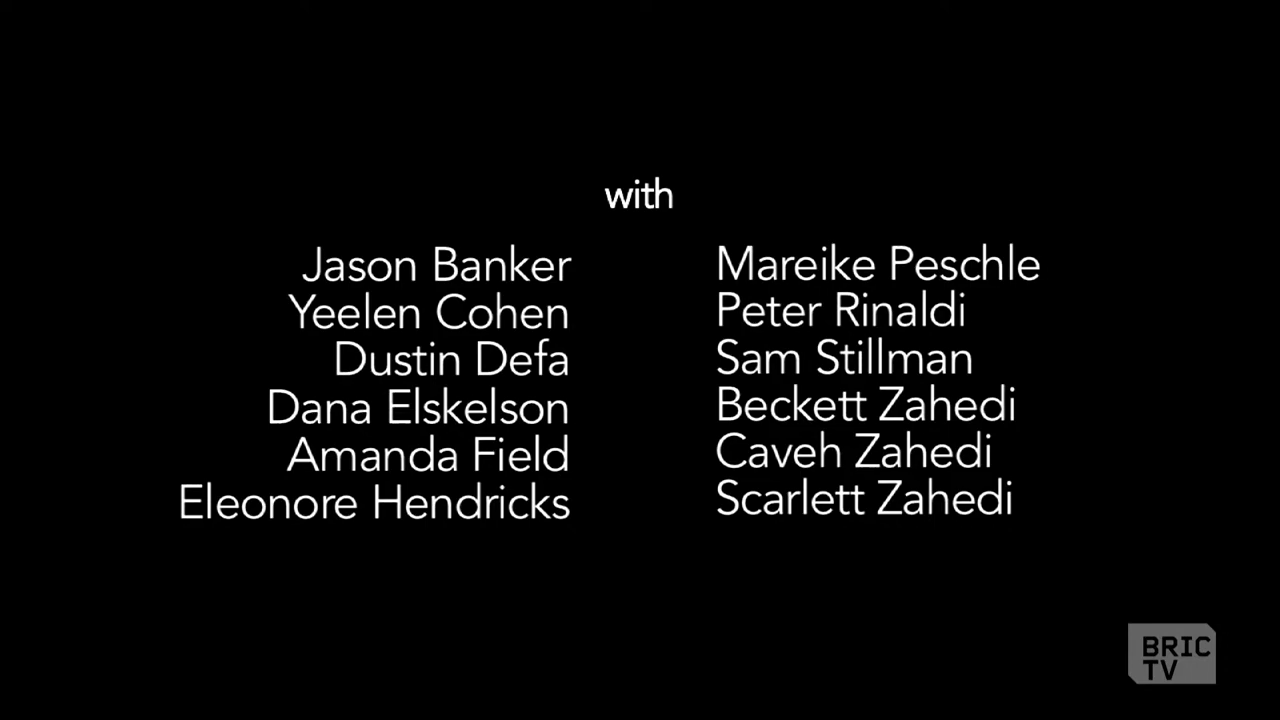 with
Jason Banker
Yeelen Cohen
Dustin Defa
Dana Elskelson
Amanda Field
Eleonore Hendricks
Mareike Peschle
Peter Rinaldi
Sam Stillman
Beckett Zahedi
Caveh Zahedi
Scarlett Zahedi
BRIC
TV